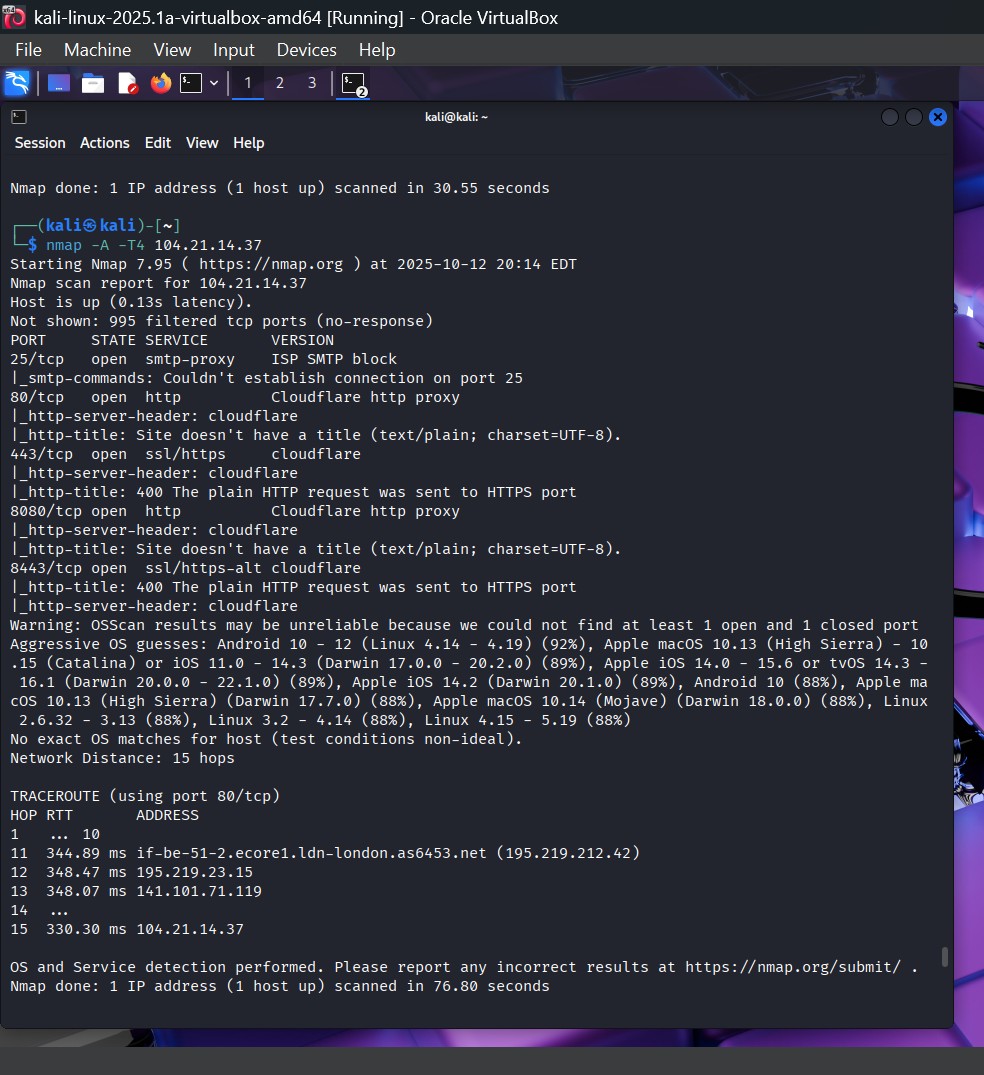 kali-linux-2025.1a-virtualbox-amd64 [Running] - Oracle VirtualBox
File Machine View Input Devices Help
1 2 3 2
kali@kali: ~
Session Actions Edit View Help
Nmap done: 1 IP address (1 host up) scanned in 30.55 seconds
┌──(kali㉿kali)-[~]
└─$ nmap -A -T4 104.21.14.37
Starting Nmap 7.95 ( https://nmap.org ) at 2025-10-12 20:14 EDT
Nmap scan report for 104.21.14.37
Host is up (0.13s latency).
Not shown: 995 filtered tcp ports (no-response)
PORT     STATE SERVICE       VERSION
25/tcp   open  smtp-proxy    ISP SMTP block
|_smtp-commands: Couldn't establish connection on port 25
80/tcp   open  http          Cloudflare http proxy
|_http-server-header: cloudflare
|_http-title: Site doesn't have a title (text/plain; charset=UTF-8).
443/tcp  open  ssl/https     cloudflare
|_http-server-header: cloudflare
|_http-title: 400 The plain HTTP request was sent to HTTPS port
8080/tcp open  http          Cloudflare http proxy
|_http-server-header: cloudflare
|_http-title: Site doesn't have a title (text/plain; charset=UTF-8).
8443/tcp open  ssl/https-alt cloudflare
|_http-title: 400 The plain HTTP request was sent to HTTPS port
|_http-server-header: cloudflare
Warning: OSScan results may be unreliable because we could not find at least 1 open and 1 closed port
Aggressive OS guesses: Android 10 - 12 (Linux 4.14 - 4.19) (92%), Apple macOS 10.13 (High Sierra) - 10
.15 (Catalina) or iOS 11.0 - 14.3 (Darwin 17.0.0 - 20.2.0) (89%), Apple iOS 14.0 - 15.6 or tvOS 14.3 -
 16.1 (Darwin 20.0.0 - 22.1.0) (89%), Apple iOS 14.2 (Darwin 20.1.0) (89%), Android 10 (88%), Apple ma
cOS 10.13 (High Sierra) (Darwin 17.7.0) (88%), Apple macOS 10.14 (Mojave) (Darwin 18.0.0) (88%), Linux
 2.6.32 - 3.13 (88%), Linux 3.2 - 4.14 (88%), Linux 4.15 - 5.19 (88%)
No exact OS matches for host (test conditions non-ideal).
Network Distance: 15 hops
TRACEROUTE (using port 80/tcp)
HOP RTT       ADDRESS
1   ... 10
11  344.89 ms if-be-51-2.ecore1.ldn-london.as6453.net (195.219.212.42)
12  348.47 ms 195.219.23.15
13  348.07 ms 141.101.71.119
14  ...
15  330.30 ms 104.21.14.37
OS and Service detection performed. Please report any incorrect results at https://nmap.org/submit/ .
Nmap done: 1 IP address (1 host up) scanned in 76.80 seconds